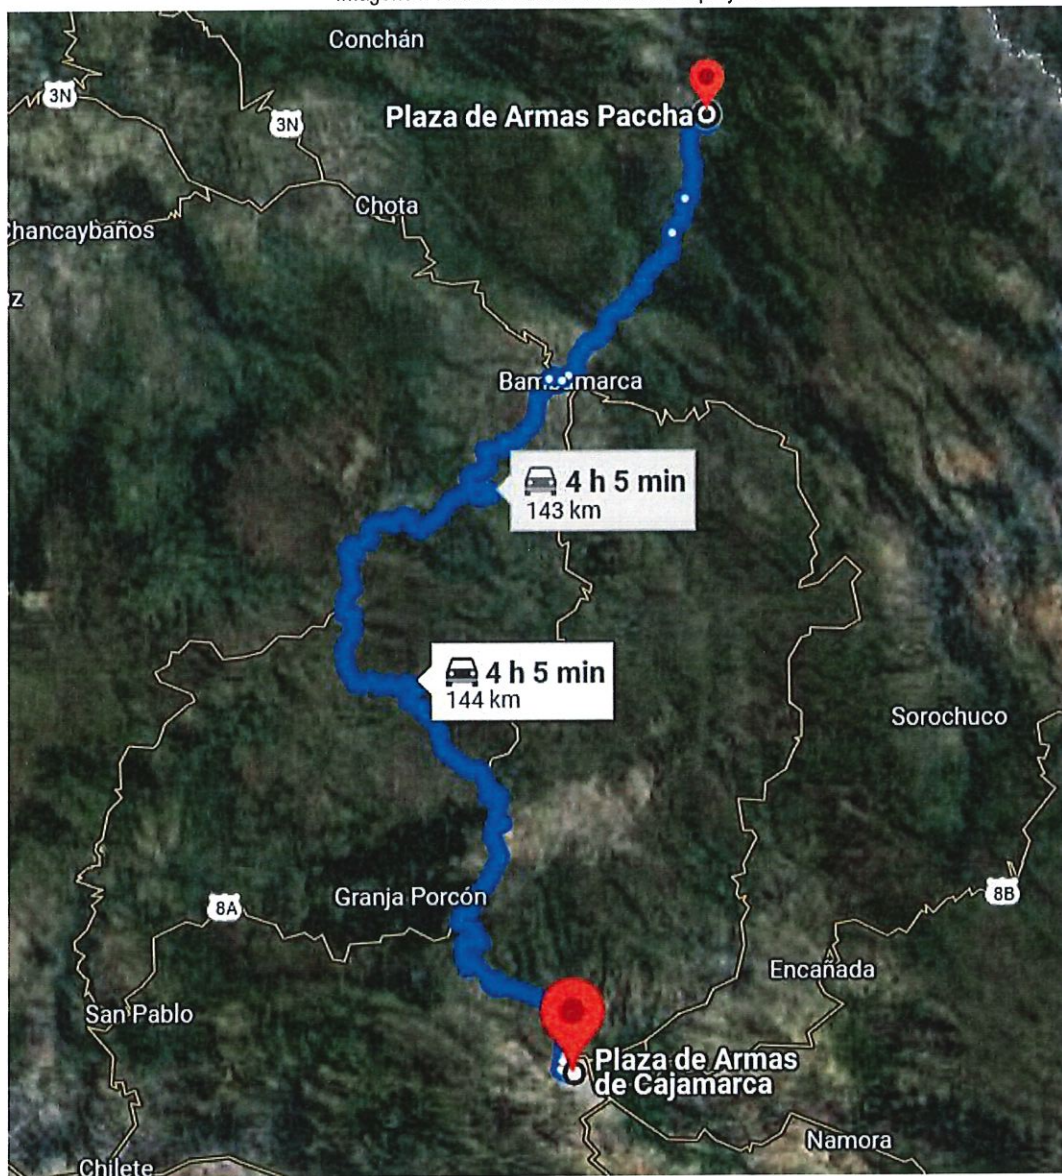 Conchán
3N
3N
Plaza de Armas Paccha
Chota
Chancaybaños
Bambamarca
4 h 5 min
143 km
4 h 5 min
144 km
Sorochuco
Granja Porcón
8A
8B
Encañada
San Pablo
Plaza de Armas
de Cajamarca
Namora
Chilete